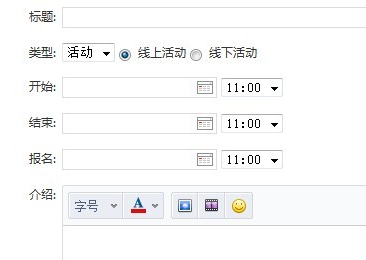 标题:
类型: 活动 线上活动 线下活动
开始: 11:00
结束: 11:00
报名: 11:00
介绍:
字号 A